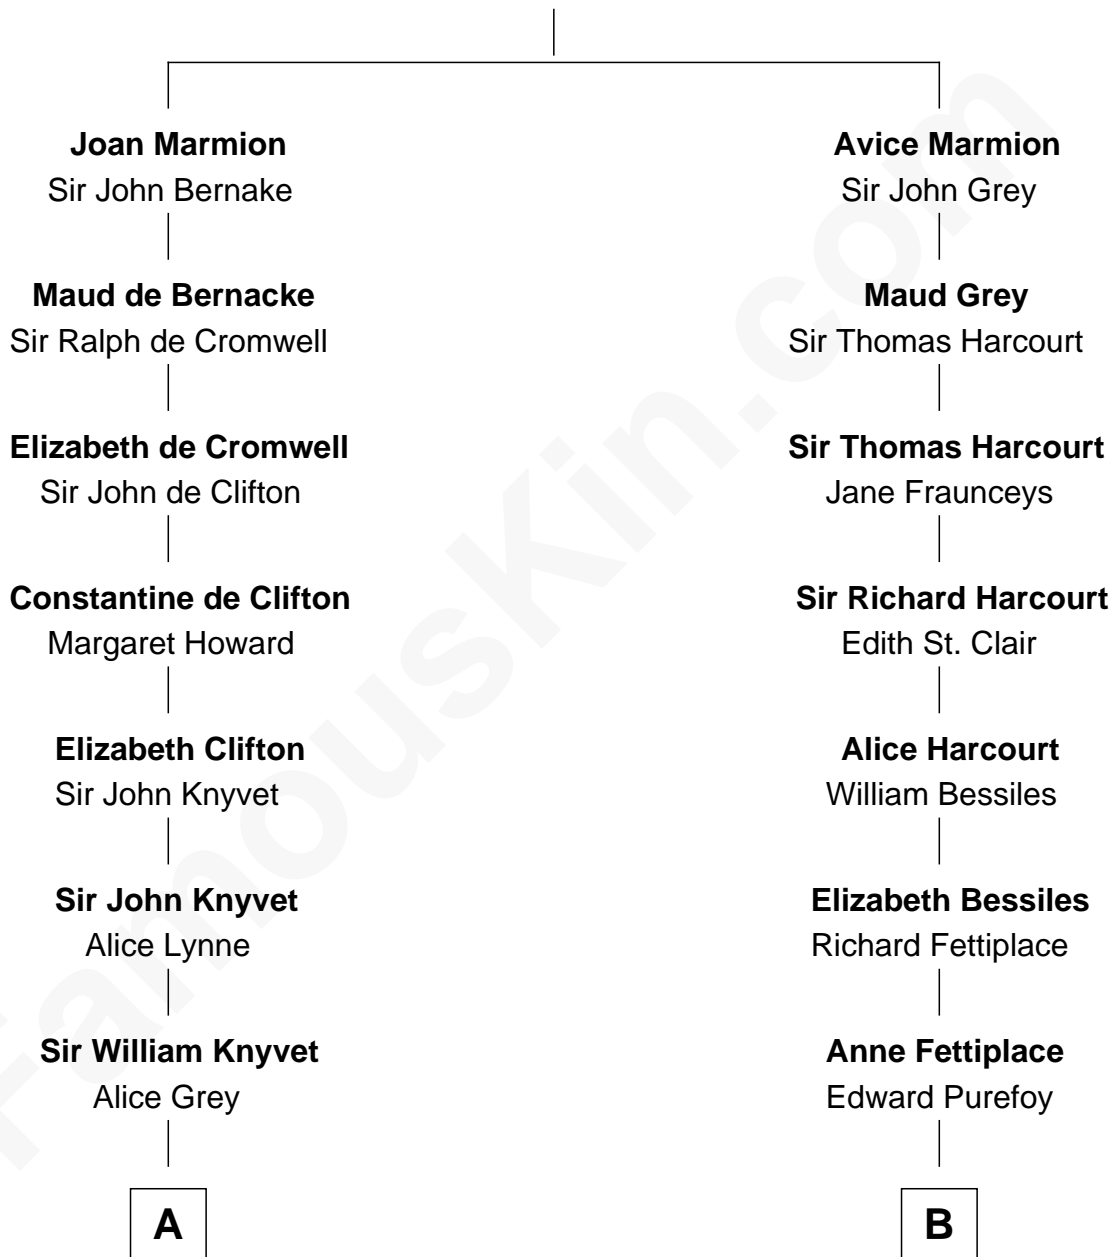 Joan Marmion
Sir John Bernake
Avice Marmion
Sir John Grey
Maud de Bernacke
Sir Ralph de Cromwell
Maud Grey
Sir Thomas Harcourt
Elizabeth de Cromwell
Sir John de Clifton
Sir Thomas Harcourt
Jane Fraunceys
Constantine de Clifton
Margaret Howard
Sir Richard Harcourt
Edith St. Clair
Elizabeth Clifton
Sir John Knyvet
Alice Harcourt
William Bessiles
Sir John Knyvet
Alice Lynne
Elizabeth Bessiles
Richard Fettiplace
Sir William Knyvet
Alice Grey
Anne Fettiplace
Edward Purefoy
A
B
FamousKin.com